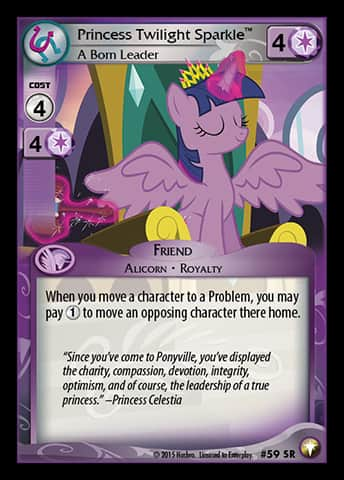 Princess Twilight Sparkle™
A Born Leader
4
COST
4
4
FRIEND
ALICORN • ROYALTY
When you move a character to a Problem, you may
pay 1 to move an opposing character there home.
“Since you’ve come to Ponyville, you’ve displayed
the charity, compassion, devotion, integrity,
optimism, and of course, the leadership of a true
princess.” –Princess Celestia
© 2015 Hasbro. Licensed to Enterplay.
#59 SR